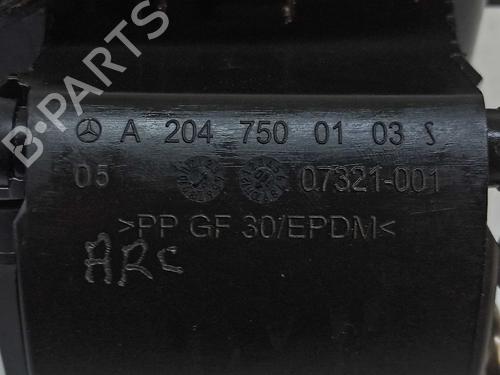 B-PARTS
A 204 750 01 03 S
05 07321-001
>PP GF 30/EPDM<
ARC